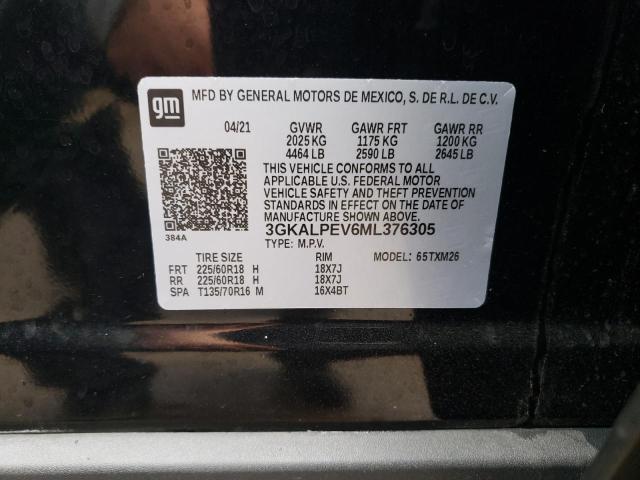 gm
MFD BY GENERAL MOTORS DE MEXICO, S. DE R.L. DE C.V.
04/21 GVWR GAWR FRT GAWR RR
2025 KG 1175 KG 1200 KG
4464 LB 2590 LB 2645 LB
THIS VEHICLE CONFORMS TO ALL
APPLICABLE U.S. FEDERAL MOTOR
VEHICLE SAFETY AND THEFT PREVENTION
STANDARDS IN EFFECT ON THE DATE OF
MANUFACTURE SHOWN ABOVE.
384A
3GKALPEV6ML376305
TYPE: M.P.V.
TIRE SIZE RIM MODEL: 65TXM26
FRT 225/60R18 H 18X7J
RR 225/60R18 H 18X7J
SPA T135/70R16 M 16X4BT